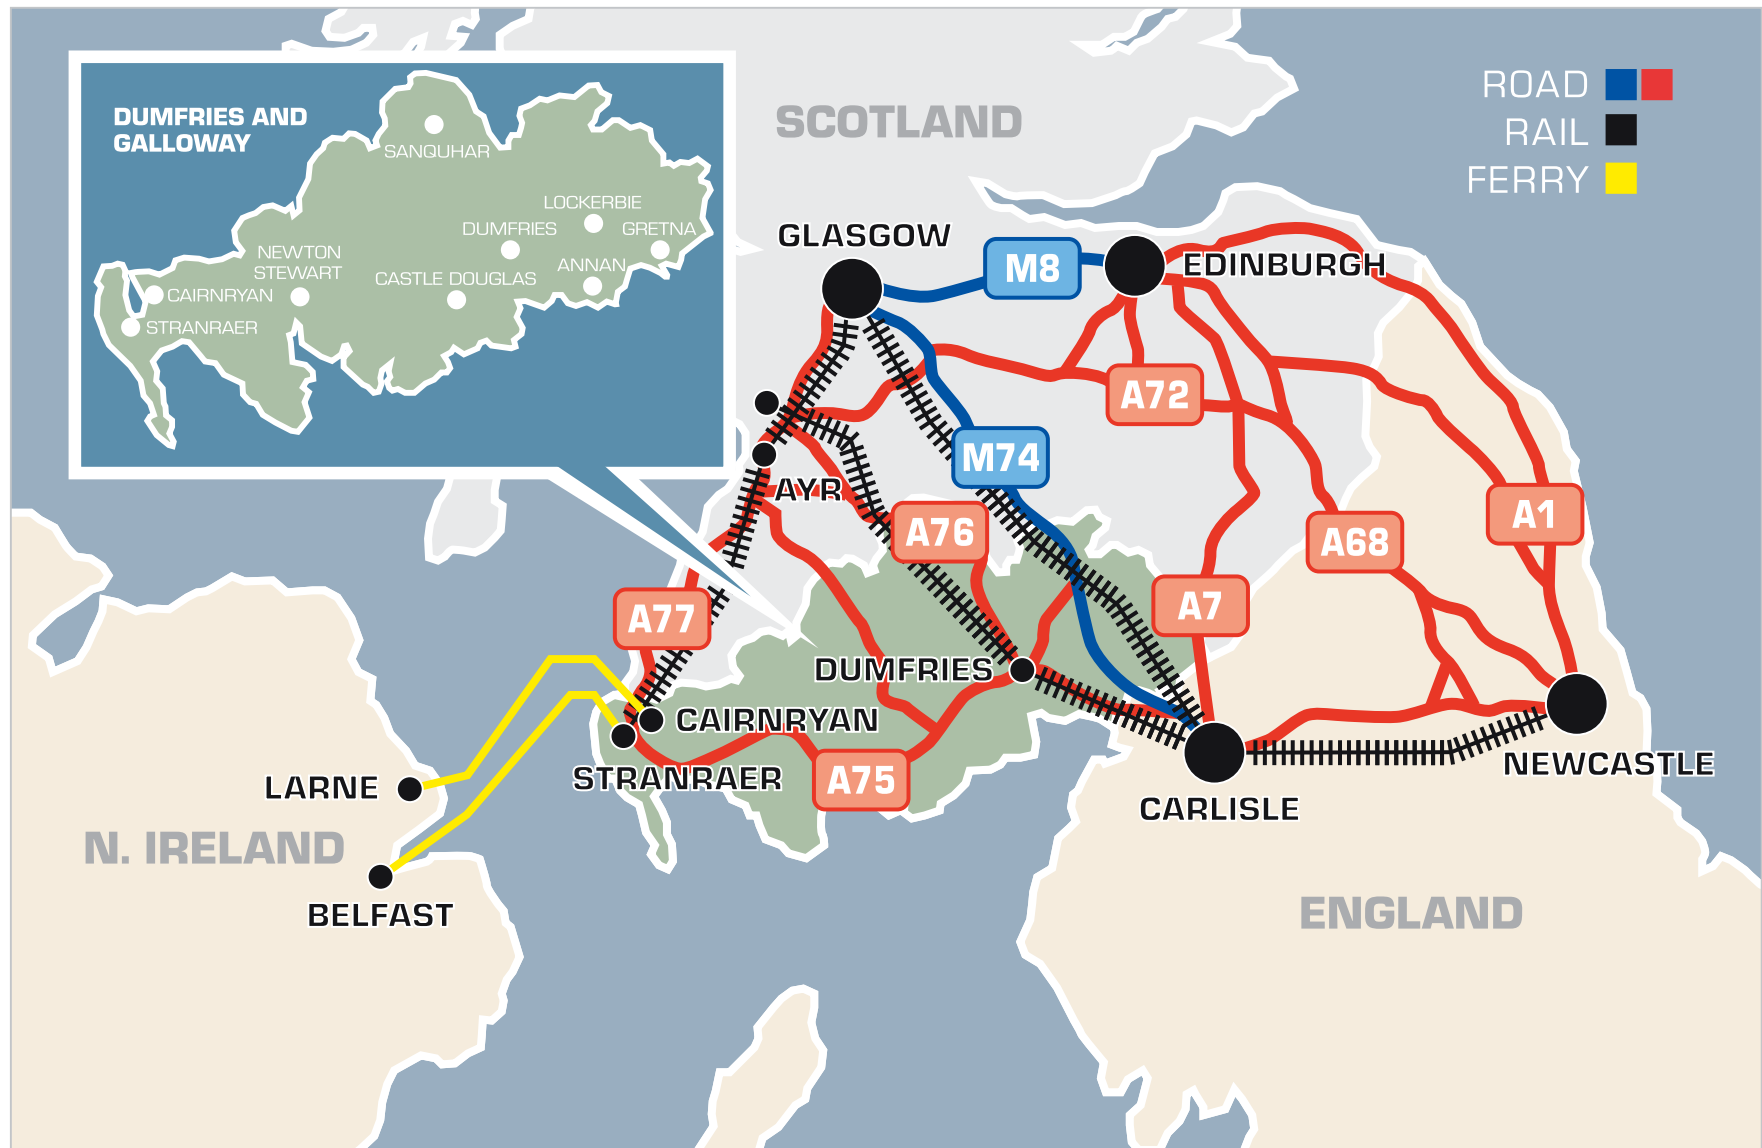 DUMFRIES AND
GALLOWAY
SANQUHAR
LOCKERBIE
DUMFRIES
GRETNA
NEWTON
STEWART
ANNAN
CASTLE DOUGLAS
CAIRNRYAN
STRANRAER
ROAD
RAIL
FERRY
SCOTLAND
GLASGOW
M8
EDINBURGH
A72
M74
AYR
A76
A1
A68
A77
A7
DUMFRIES
CAIRNRYAN
STRANRAER
A75
NEWCASTLE
LARNE
CARLISLE
N. IRELAND
BELFAST
ENGLAND